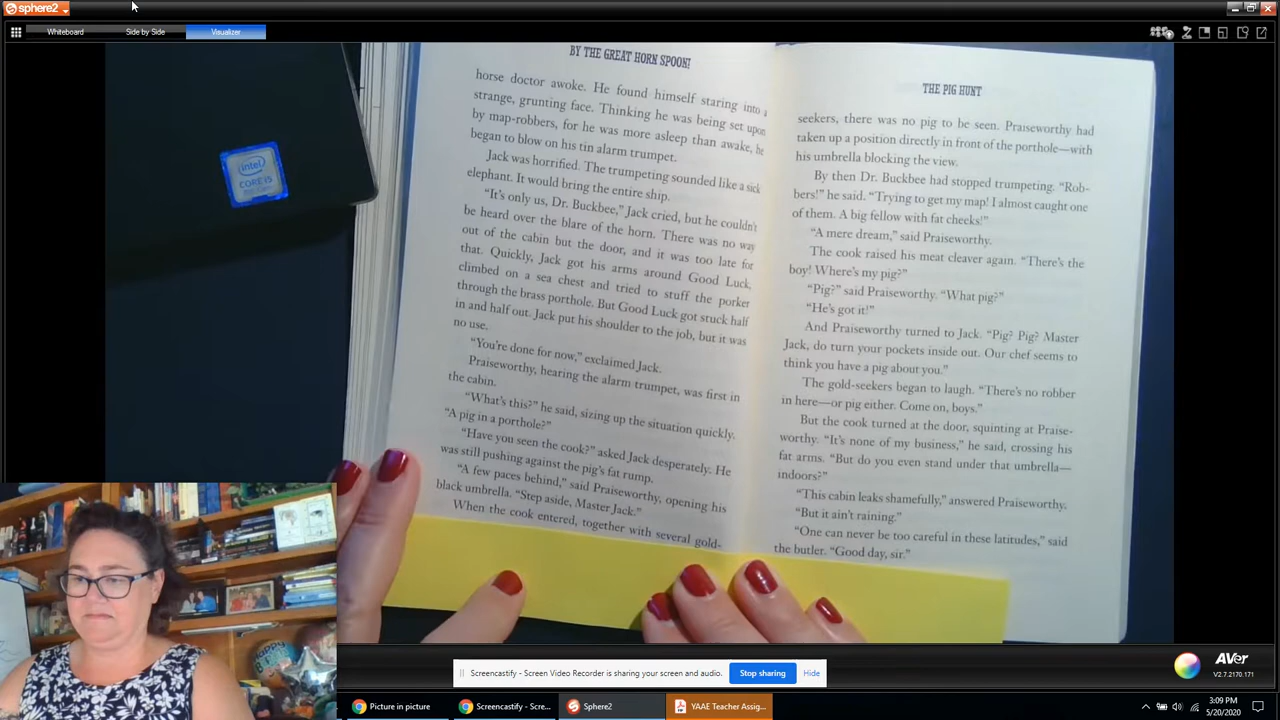 sphere2
Whiteboard
Side by Side
Visualizer
intel
CORE i5
BY THE GREAT HORN SPOON!
horse doctor awoke. He found himself staring into a
strange, grunting face. Thinking he was being set upon
by map-robbers, for he was more asleep than awake, he
began to blow on his tin alarm trumpet.
Jack was horrified. The trumpeting sounded like a sick
elephant. It would bring the entire ship.
“It’s only us, Dr. Buckbee,” Jack cried, but he couldn’t
be heard over the blare of the horn. There was no way
out of the cabin but the door, and it was too late for
that. Quickly, Jack got his arms around Good Luck,
climbed on a sea chest and tried to stuff the porker
through the brass porthole. But Good Luck got stuck half
in and half out. Jack put his shoulder to the job, but it was
no use.
“You’re done for now,” exclaimed Jack.
Praiseworthy, hearing the alarm trumpet, was first in
the cabin.
“What’s this?” he said, sizing up the situation quickly.
“A pig in a porthole?”
“Have you seen the cook?” asked Jack desperately. He
was still pushing against the pig’s fat rump.
“A few paces behind,” said Praiseworthy, opening his
black umbrella. “Step aside, Master Jack.”
When the cook entered, together with several gold-
THE PIG HUNT
seekers, there was no pig to be seen. Praiseworthy had
taken up a position directly in front of the porthole—with
his umbrella blocking the view.
By then Dr. Buckbee had stopped trumpeting. “Rob-
bers!” he said. “Trying to get my map! I almost caught one
of them. A big fellow with fat cheeks!”
“A mere dream,” said Praiseworthy.
The cook raised his meat cleaver again. “There’s the
boy! Where’s my pig?”
“Pig?” said Praiseworthy. “What pig?”
“He’s got it!”
And Praiseworthy turned to Jack. “Pig? Pig? Master
Jack, do turn your pockets inside out. Our chef seems to
think you have a pig about you.”
The gold-seekers began to laugh. “There’s no robber
in here—or pig either. Come on, boys.”
But the cook turned at the door, squinting at Praise-
worthy. “It’s none of my business,” he said, crossing his
fat arms. “But do you even stand under that umbrella—
indoors?”
“This cabin leaks shamefully,” answered Praiseworthy.
“But it ain’t raining.”
“One can never be too careful in these latitudes,” said
the butler. “Good day, sir.”
Screencastify - Screen Video Recorder is sharing your screen and audio.
Stop sharing
Hide
AVer
V2.7.2170.171
Picture in picture
Screencastify - Scre...
Sphere2
YAAE Teacher Assig...
3:09 PM
5/20/2020